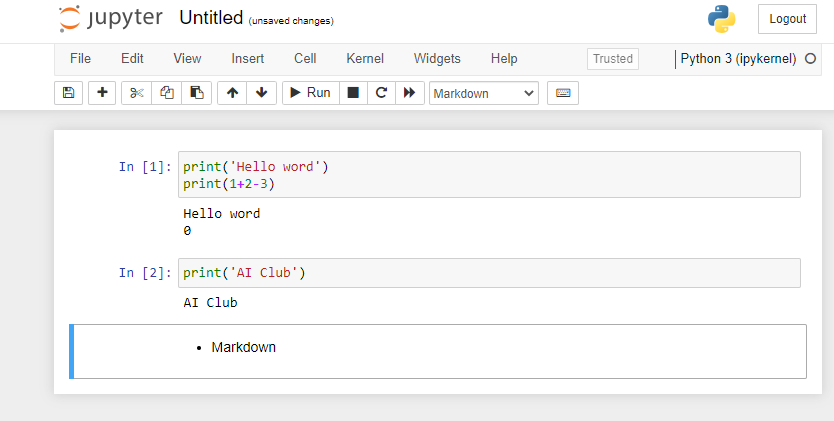 jupyter Untitled (unsaved changes) Logout
File Edit View Insert Cell Kernel Widgets Help Trusted Python 3 (ipykernel)
Run Markdown
In [1]: print('Hello word')
print(1+2-3)
Hello word
0
In [2]: print('AI Club')
AI Club
• Markdown